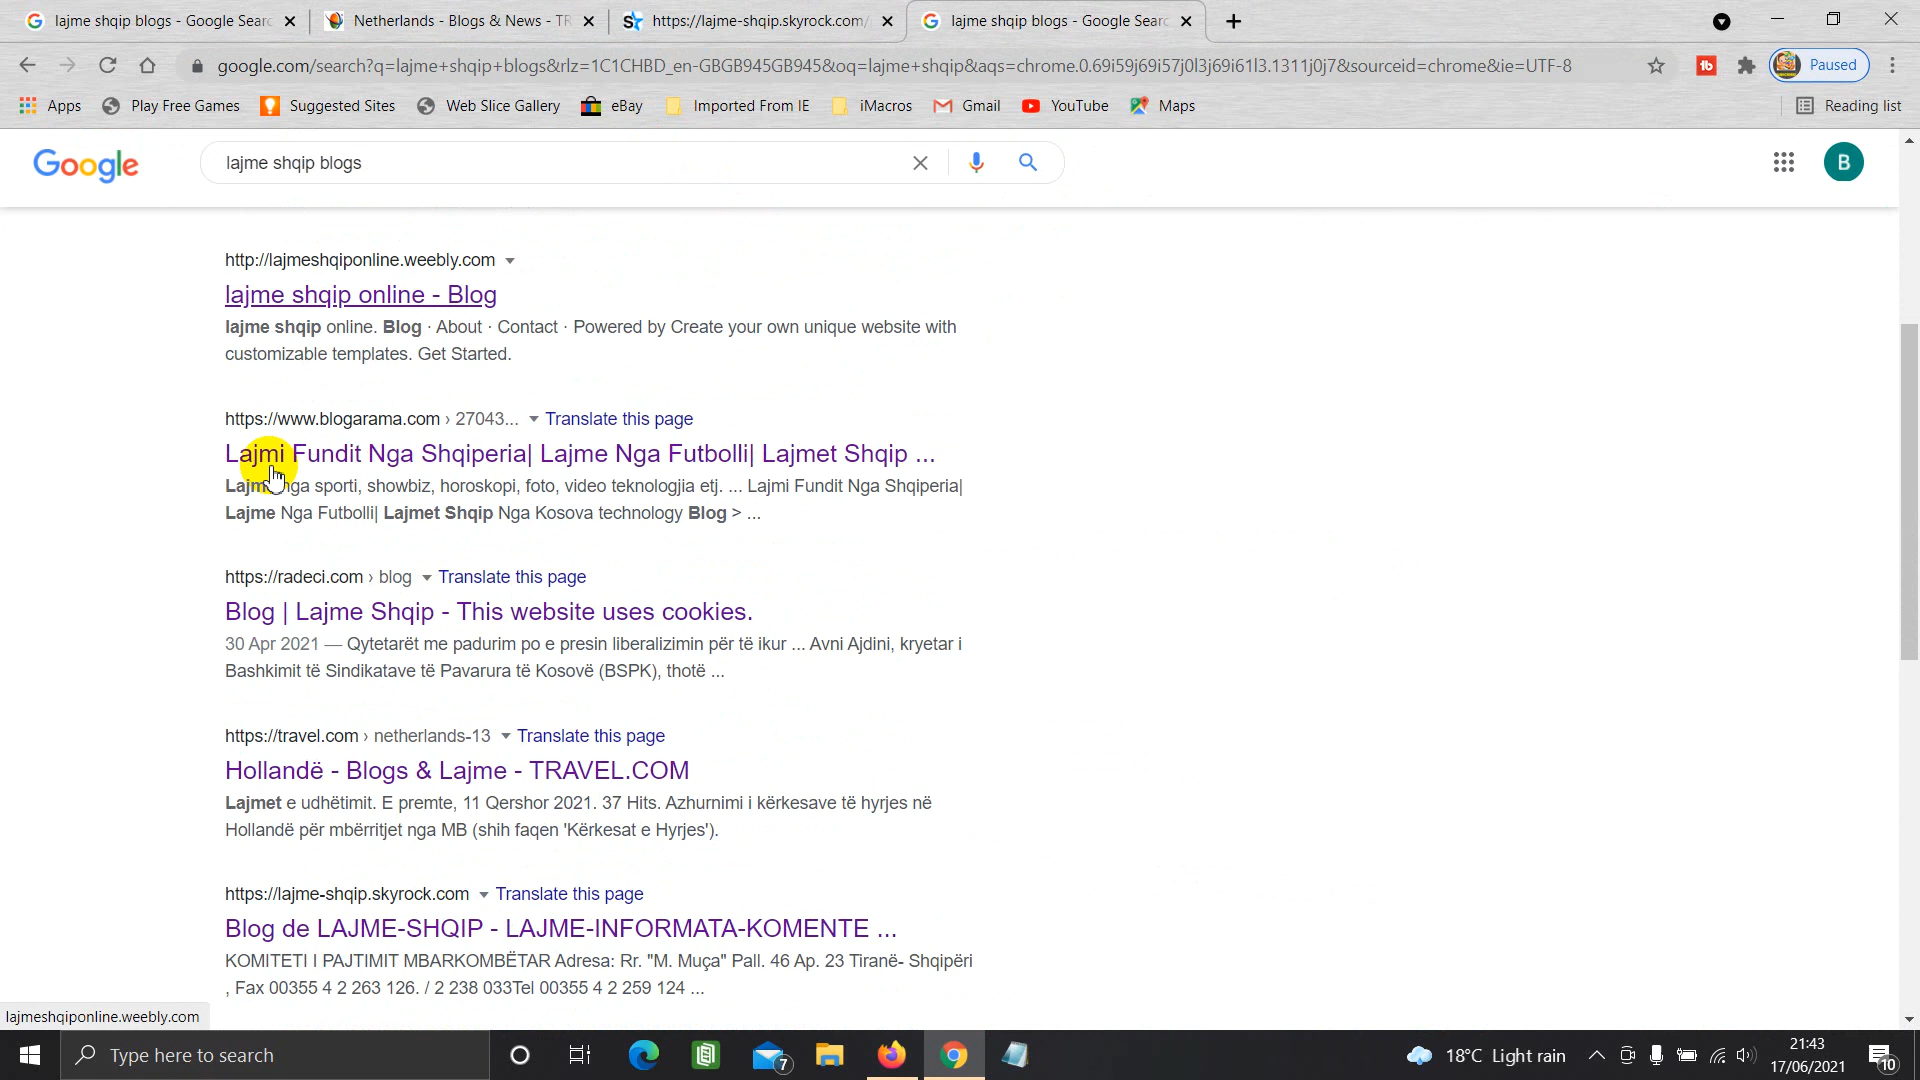 lajme shqip blogs - Google Searc
Netherlands - Blogs & News - TR
https://lajme-shqip.skyrock.com/
lajme shqip blogs - Google Searc
google.com/search?q=lajme+shqip+blogs&rlz=1C1CHBD_en-GBGB945GB945&oq=lajme+shqip&aqs=chrome.0.69i59j69i57j0l3j69i61l3.1311j0j7&sourceid=chrome&ie=UTF-8
Paused
Apps Play Free Games Suggested Sites Web Slice Gallery eBay Imported From IE iMacros Gmail YouTube Maps Reading list
Google lajme shqip blogs B
http://lajmeshqiponline.weebly.com
lajme shqip online - Blog
lajme shqip online. Blog · About · Contact · Powered by Create your own unique website with
customizable templates. Get Started.
https://www.blogarama.com › 27043... Translate this page
Lajmi Fundit Nga Shqiperia| Lajme Nga Futbolli| Lajmet Shqip ...
nga sporti, showbiz, horoskopi, foto, video teknologjia etj. ... Lajmi Fundit Nga Shqiperia|
Lajme Nga Futbolli| Lajmet Shqip Nga Kosova technology Blog > ...
https://radeci.com › blog Translate this page
Blog | Lajme Shqip - This website uses cookies.
30 Apr 2021 — Qytetarët me padurim po e presin liberalizimin për të ikur ... Avni Ajdini, kryetar i
Bashkimit të Sindikatave të Pavarura të Kosovë (BSPK), thotë ...
https://travel.com › netherlands-13 Translate this page
Hollandë - Blogs & Lajme - TRAVEL.COM
Lajmet e udhëtimit. E premte, 11 Qershor 2021. 37 Hits. Azhurnimi i kërkesave të hyrjes në
Hollandë për mbërritjet nga MB (shih faqen 'Kërkesat e Hyrjes').
https://lajme-shqip.skyrock.com Translate this page
Blog de LAJME-SHQIP - LAJME-INFORMATA-KOMENTE ...
KOMITETI I PAJTIMIT MBARKOMBËTAR Adresa: Rr. "M. Muça" Pall. 46 Ap. 23 Tiranë- Shqipëri
, Fax 00355 4 2 263 126. / 2 238 033Tel 00355 4 2 259 124 ...
lajmeshqiponline.weebly.com
Type here to search
7
18°C Light rain
21:43
17/06/2021
10